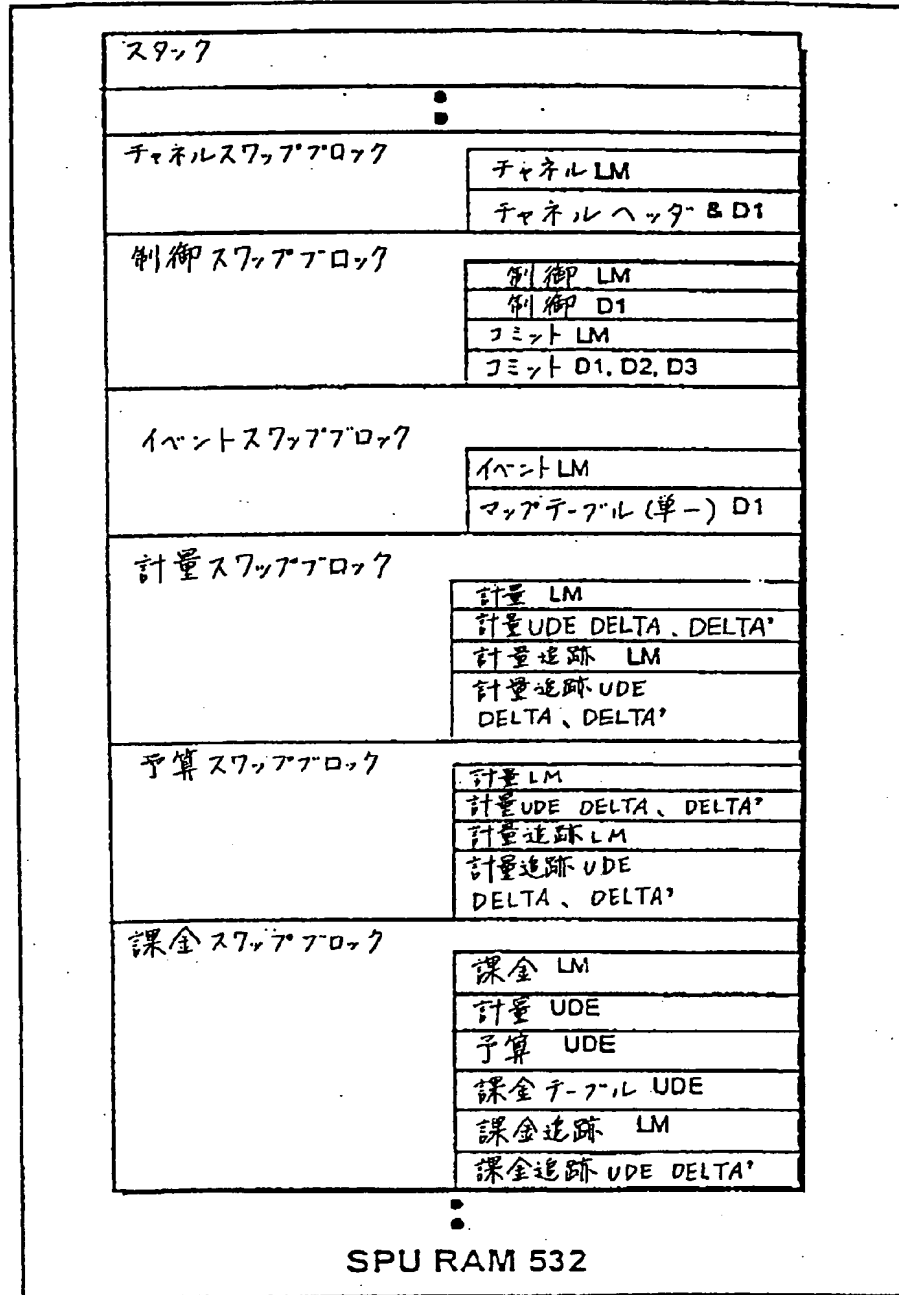 スタック
チャネルスワップブロック
チャネル LM
チャネルヘッダ & D1
制御スワップブロック
制御 LM
制御 D1
コミット LM
コミット D1, D2, D3
イベントスワップブロック
イベント LM
マップテーブル (単一) D1
計量スワップブロック
計量 LM
計量UDE DELTA、DELTA'
計量追跡 LM
計量追跡UDE
DELTA、DELTA'
予算スワップブロック
計量LM
計量UDE DELTA、DELTA'
計量追跡LM
計量追跡UDE
DELTA、DELTA'
課金スワップブロック
課金 LM
計量 UDE
予算 UDE
課金テーブル UDE
課金追跡 LM
課金追跡 UDE DELTA'
SPU RAM 532